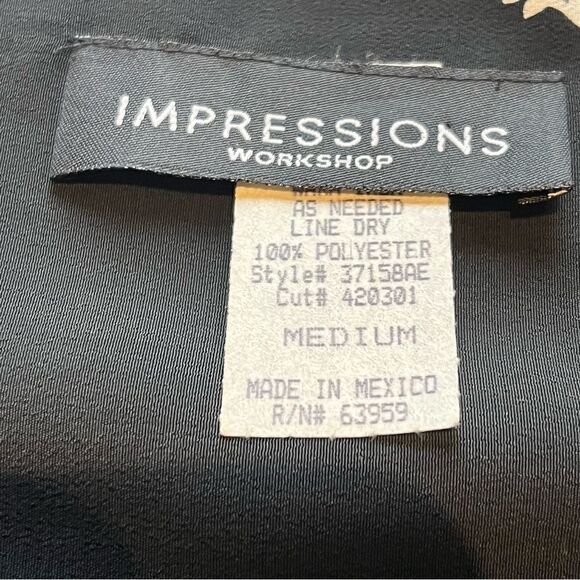 IMPRESSIONS
WORKSHOP
AS NEEDED
LINE DRY
100% POLYESTER
Style# 37158AE
Cut# 420301
MEDIUM
MADE IN MEXICO
R/N# 63959